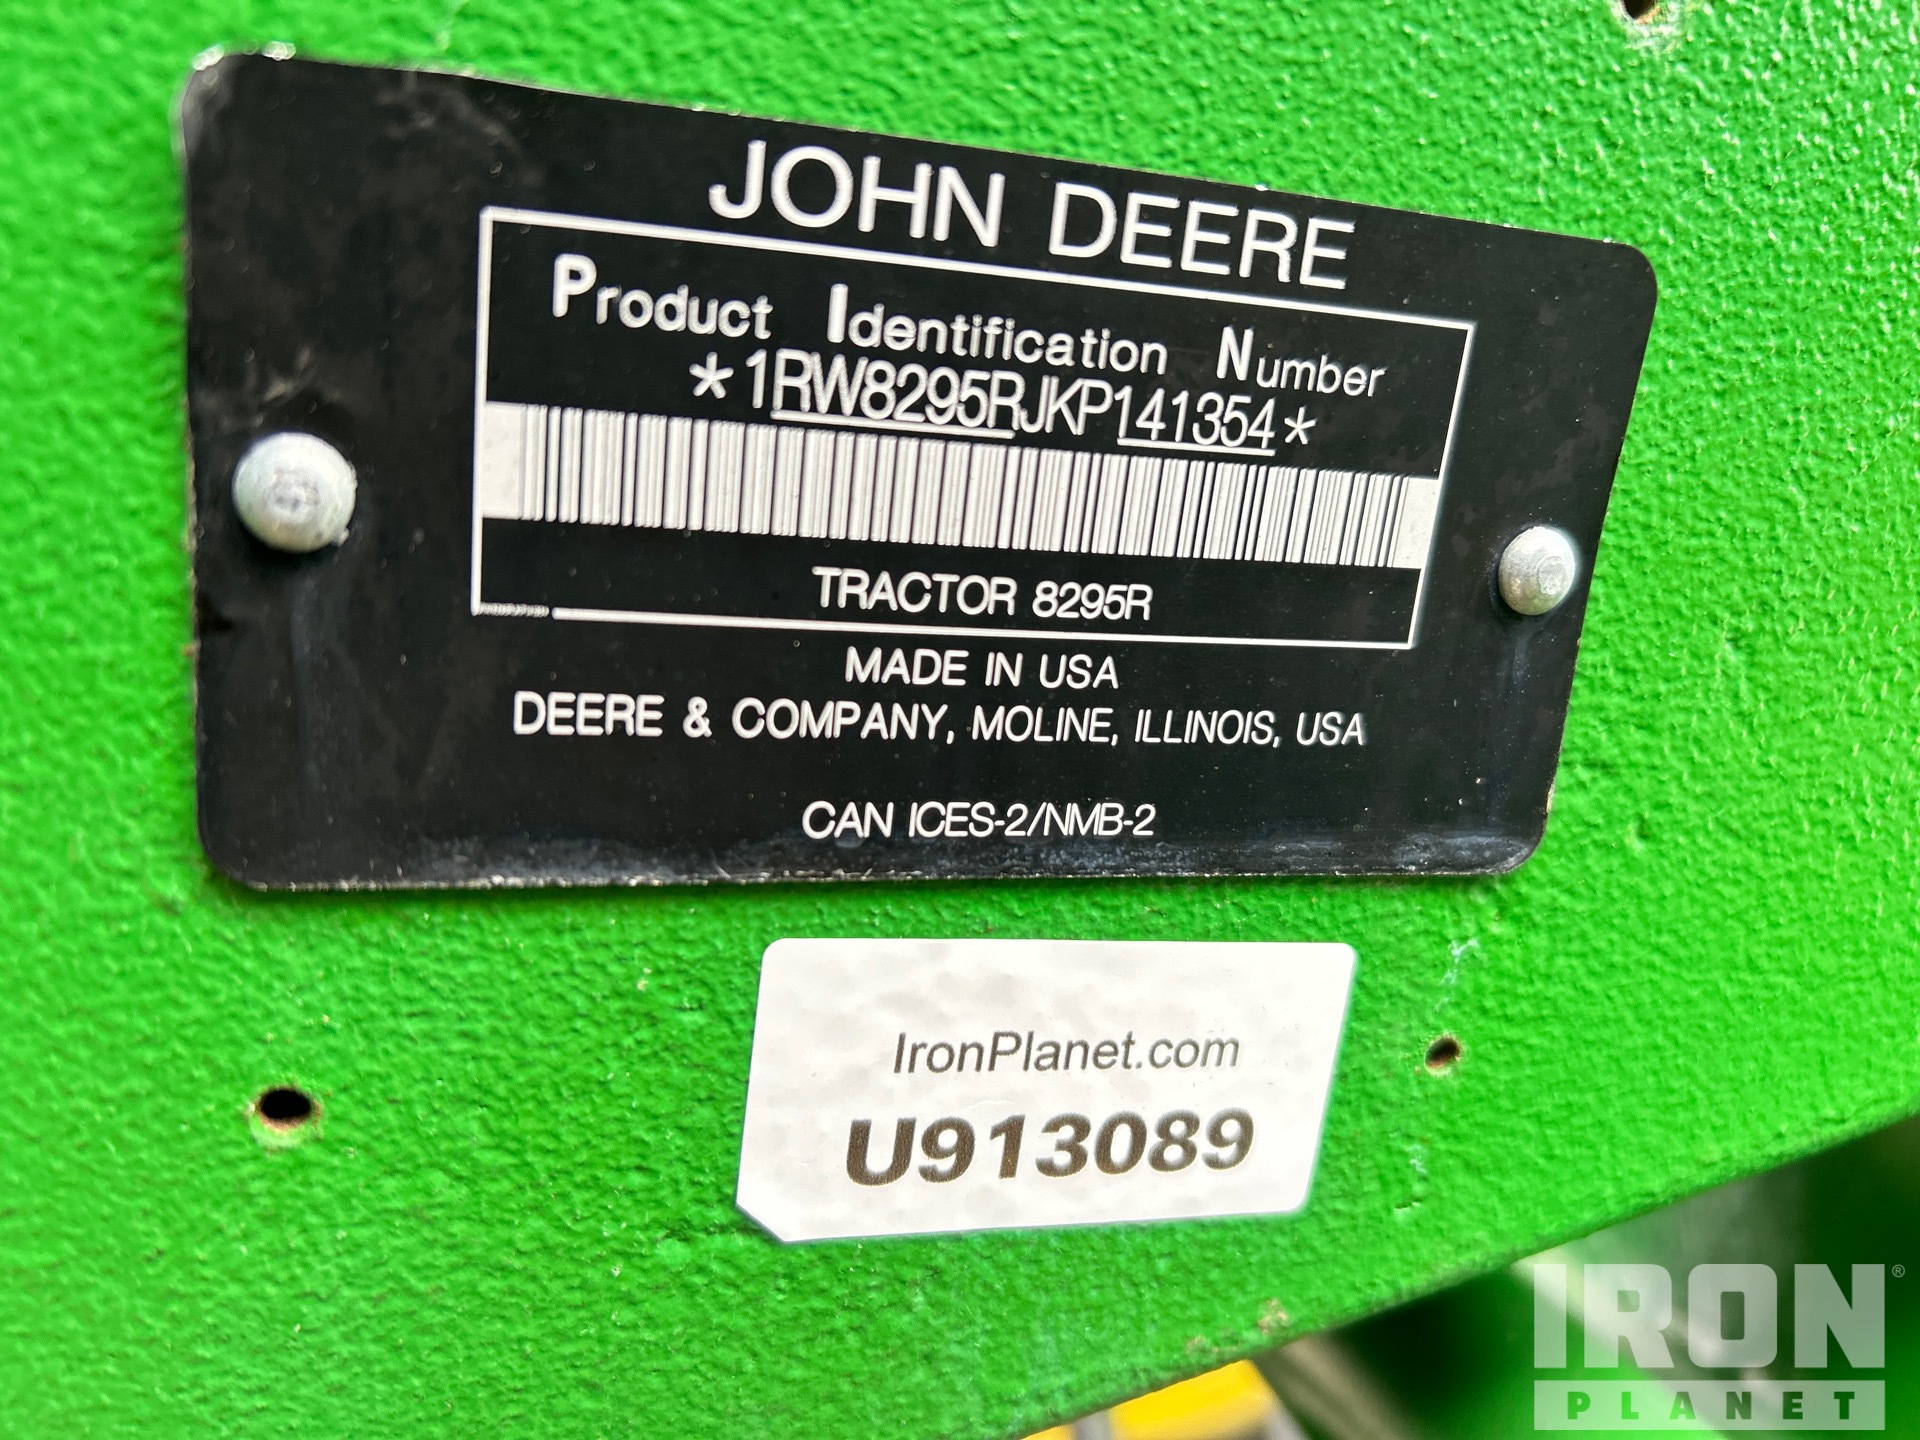 JOHN DEERE
Product Identification Number
*1RW8295RJKP141354*
TRACTOR 8295R
MADE IN USA
DEERE & COMPANY, MOLINE, ILLINOIS, USA
CAN ICES-2/NMB-2
IronPlanet.com
U913089
IRON®
PLANET